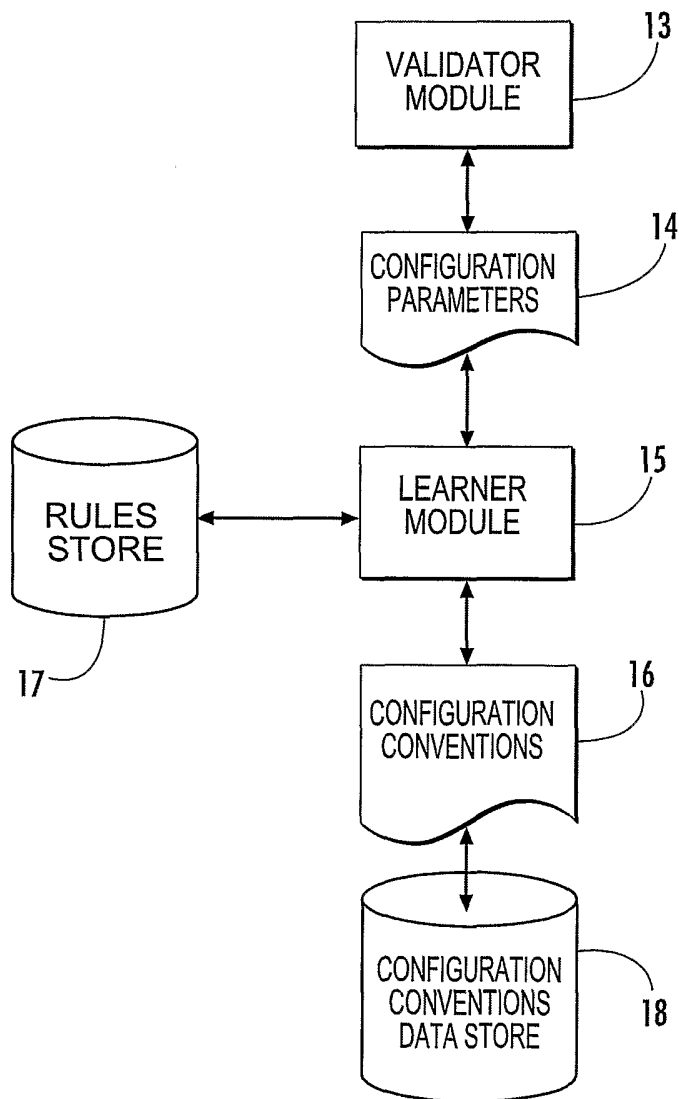 13
VALIDATOR
MODULE
14
CONFIGURATION
PARAMETERS
15
LEARNER
MODULE
RULES
STORE
17
16
CONFIGURATION
CONVENTIONS
CONFIGURATION
CONVENTIONS
DATA STORE
18